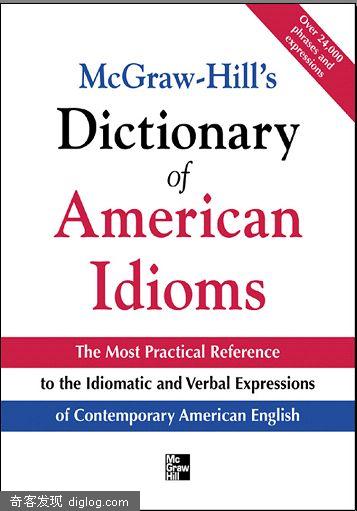 Over 24,000
phrases and
expressions
McGraw-Hill's
Dictionary
of
American
Idioms
The Most Practical Reference
to the Idiomatic and Verbal Expressions
of Contemporary American English
Mc
Graw
Hill
奇客发现 diglog.com